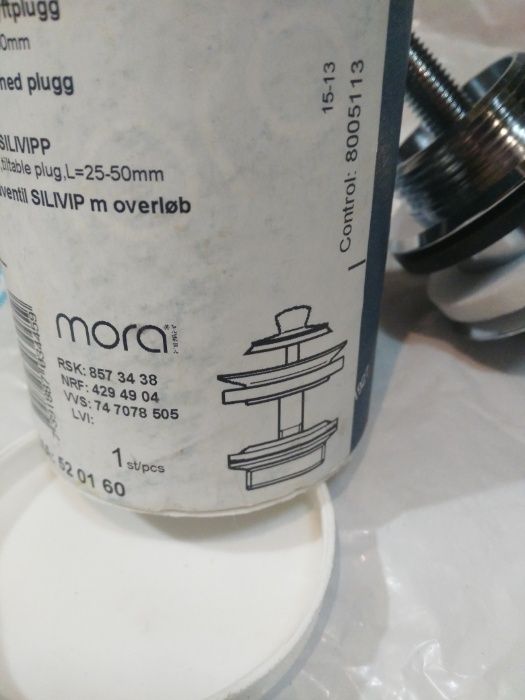 ftplugg
0mm
ned plugg
SILIVIPP
,tiltable plug,L=25-50mm
ventil SILIVIP m overløb
15-13
Control: 8005113
mora
RSK: 857 34 38
NRF: 429 49 04
VVS: 74 7078 505
LVI:
1 st/pcs
52 01 60